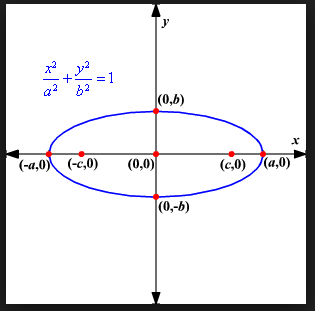 y
x²/a² + y²/b² = 1
(0,b)
x
(-a,0) (-c,0) (0,0) (c,0) (a,0)
(0,-b)